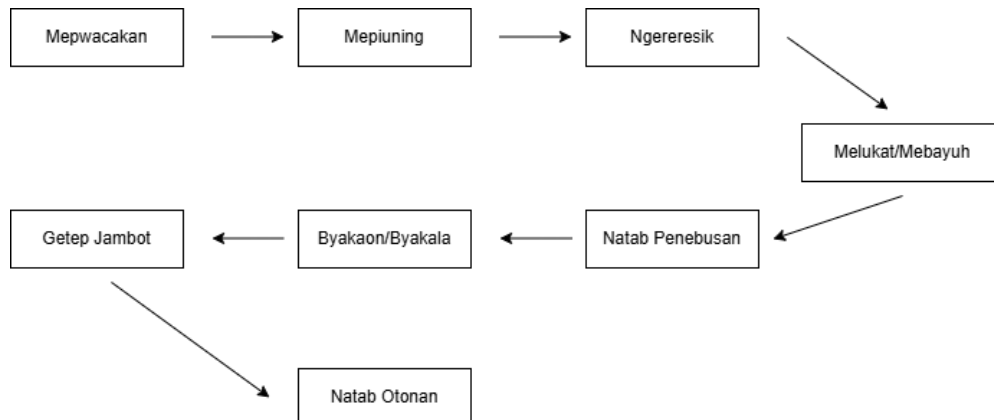 Mepwacakan
Mepiuning
Ngereresik
Melukat/Mebayuh
Natab Penebusan
Byakaon/Byakala
Getep Jambot
Natab Otonan